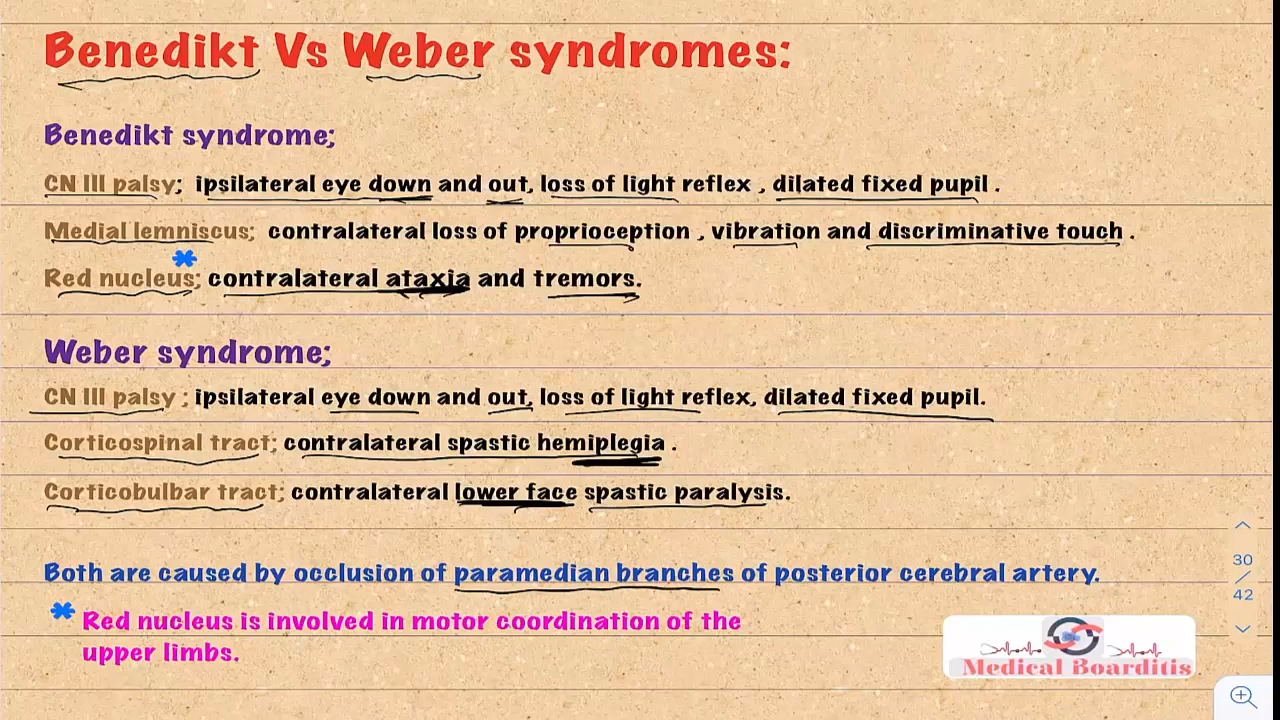 Benedikt Vs Weber syndromes:
Benedikt syndrome;
CN III palsy; ipsilateral eye down and out, loss of light reflex , dilated fixed pupil .
Medial lemniscus; contralateral loss of proprioception , vibration and discriminative touch .
*
Red nucleus; contralateral ataxia and tremors.
Weber syndrome;
CN III palsy ; ipsilateral eye down and out, loss of light reflex, dilated fixed pupil.
Corticospinal tract; contralateral spastic hemiplegia .
Corticobulbar tract; contralateral lower face spastic paralysis.
Both are caused by occlusion of paramedian branches of posterior cerebral artery.
* Red nucleus is involved in motor coordination of the
upper limbs.
30
/
42
Medical Boarditis